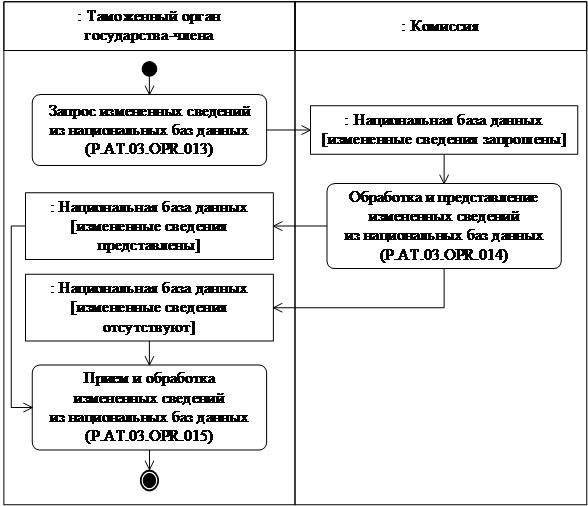 : Таможенный орган
государства-члена
: Комиссия
Запрос измененных сведений
из национальных баз данных
(P.AT.03.OPR.013)
: Национальная база данных
[измененные сведения запрошены]
Обработка и представление
измененных сведений
из национальных баз данных
(P.AT.03.OPR.014)
: Национальная база данных
[измененные сведения
представлены]
: Национальная база данных
[измененные сведения
отсутствуют]
Прием и обработка
измененных сведений
из национальных баз данных
(P.AT.03.OPR.015)